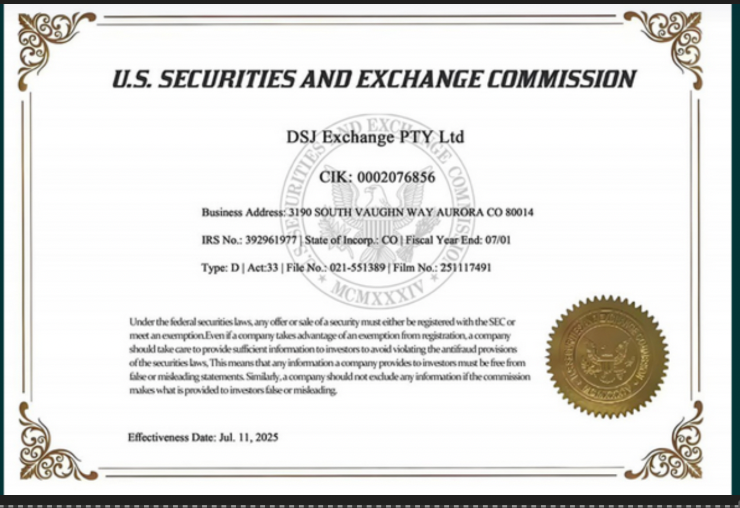 U.S. SECURITIES AND EXCHANGE COMMISSION
DSJ Exchange PTY Ltd
CIK: 0002076856
Business Address: 3190 SOUTH VAUGHN WAY AURORA CO 80014
IRS No.: 392961977 | State of Incorp.: CO | Fiscal Year End: 07/01
Type: D | Act:33 | File No.: 021-551389 | Film No.: 251117491
MCMXXXIV
Under the federal securities laws, any offer or sale of a security must either be registered with the SEC or
meet an exemption.Even if a company takes advantage of an exemption from registration, a company
should take care to provide sufficient information to investors to avoid violating the antifraud provisions
of the securities laws, This means that any information a company provides to investors must be free from
false or misleading statements. Similarly, a company should not exclude any information if the commission
makes what is provided to investors false or misleading.
Effectiveness Date: Jul. 11, 2025